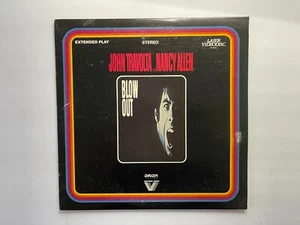 EXTENDED PLAY
STEREO
LASER
VIDEODISC
JOHN TRAVOLTA NANCY ALLEN
BLOW
OUT
ORION